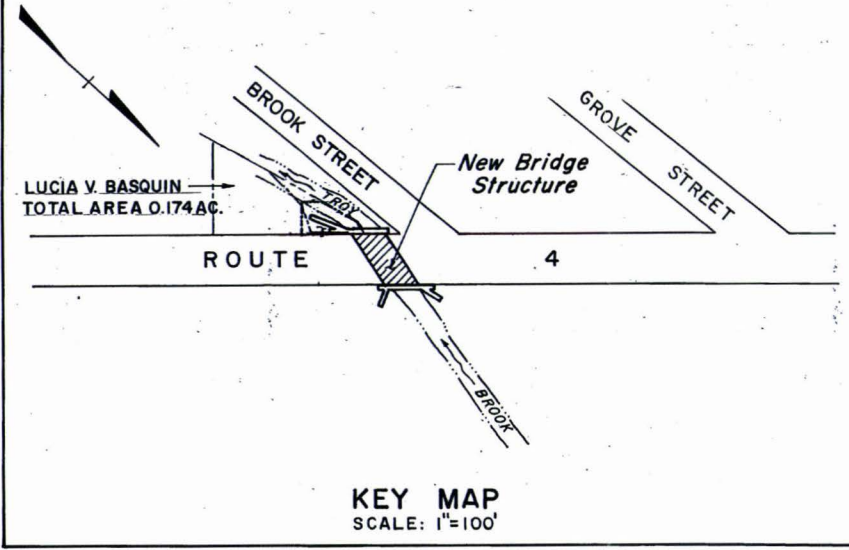 BROOK STREET
GROVE STREET
New Bridge
Structure
LUCIA V. BASQUIN
TOTAL AREA 0.174 AC.
TROY
ROUTE 4
BROOK
KEY MAP
SCALE: 1"=100'